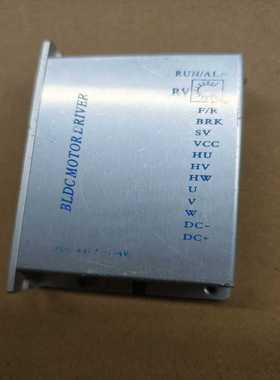 BLDC MOTOR DRIVER
RUN/AL
RV
F/R
BRK
SV
VCC
HU
HV
HW
U
V
W
DC-
DC+